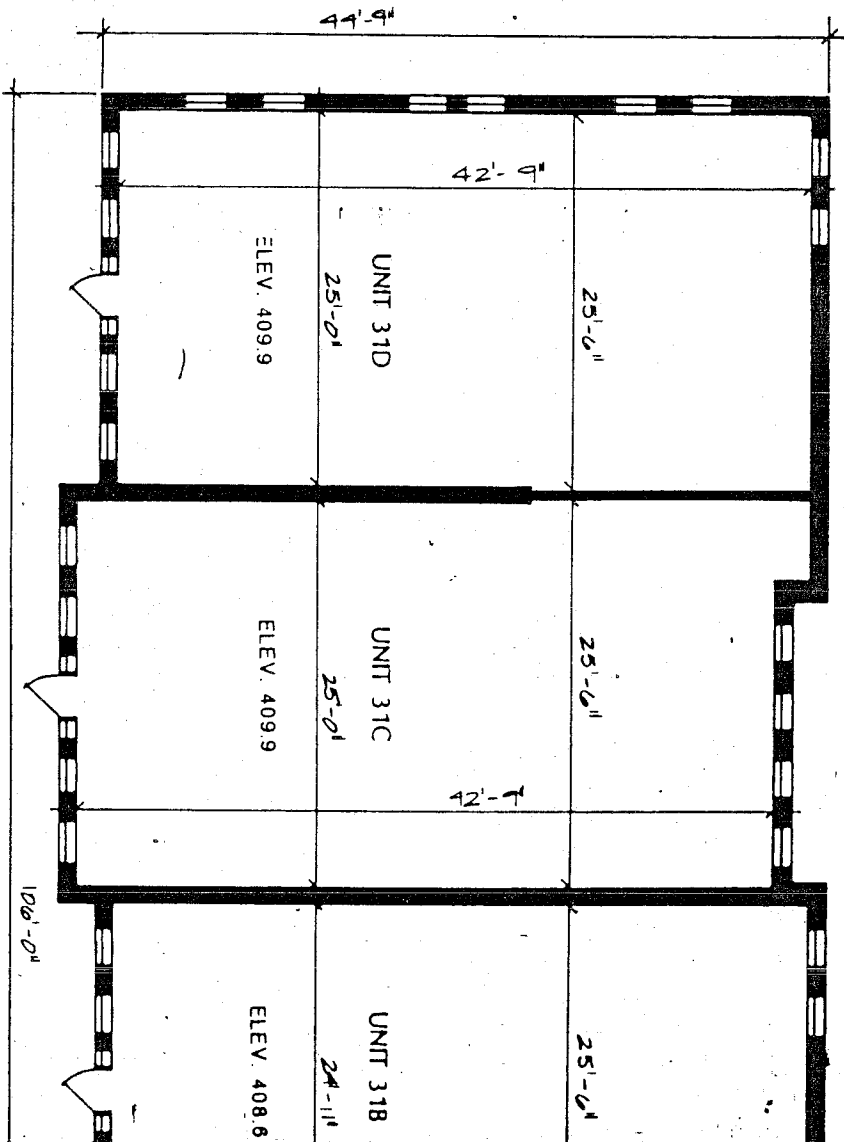 44'-9"
42'-9"
UNIT 31D
ELEV. 409.9
25'-0"
25'-6"
UNIT 31C
ELEV. 409.9
25'-0"
25'-6"
42'-9"
106'-0"
UNIT 31B
ELEV. 408.6
24'-11"
25'-6"